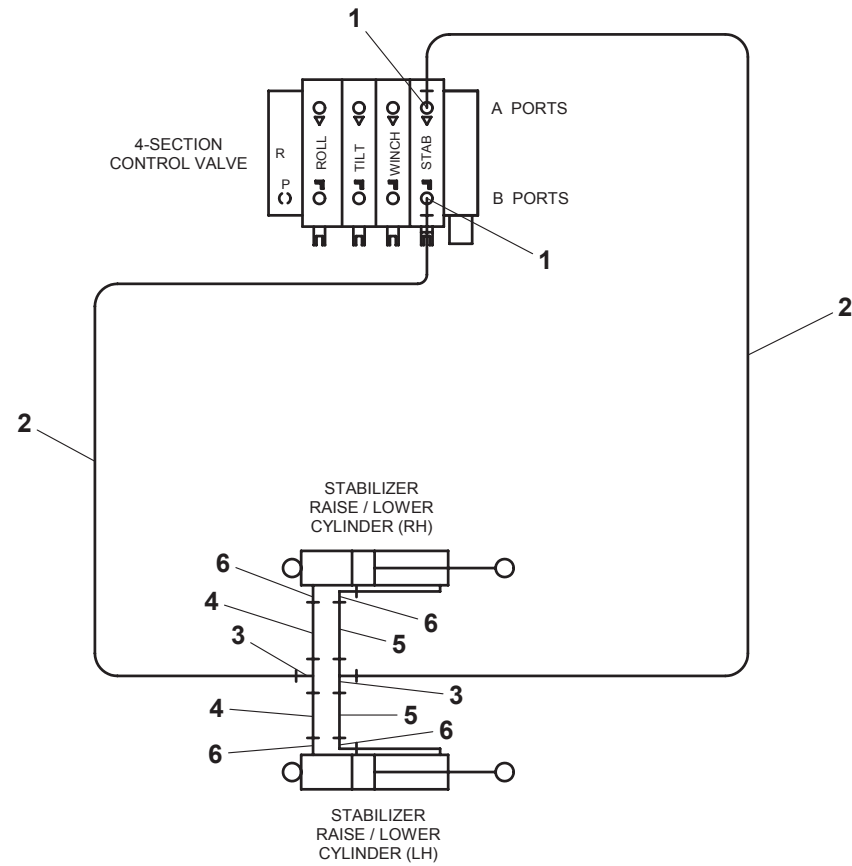 1
A PORTS
4-SECTION
CONTROL VALVE
R
P
ROLL
TILT
WINCH
STAB
B PORTS
1
2
2
STABILIZER
RAISE / LOWER
CYLINDER (RH)
6
4
6
3
5
3
4
5
6
6
STABILIZER
RAISE / LOWER
CYLINDER (LH)